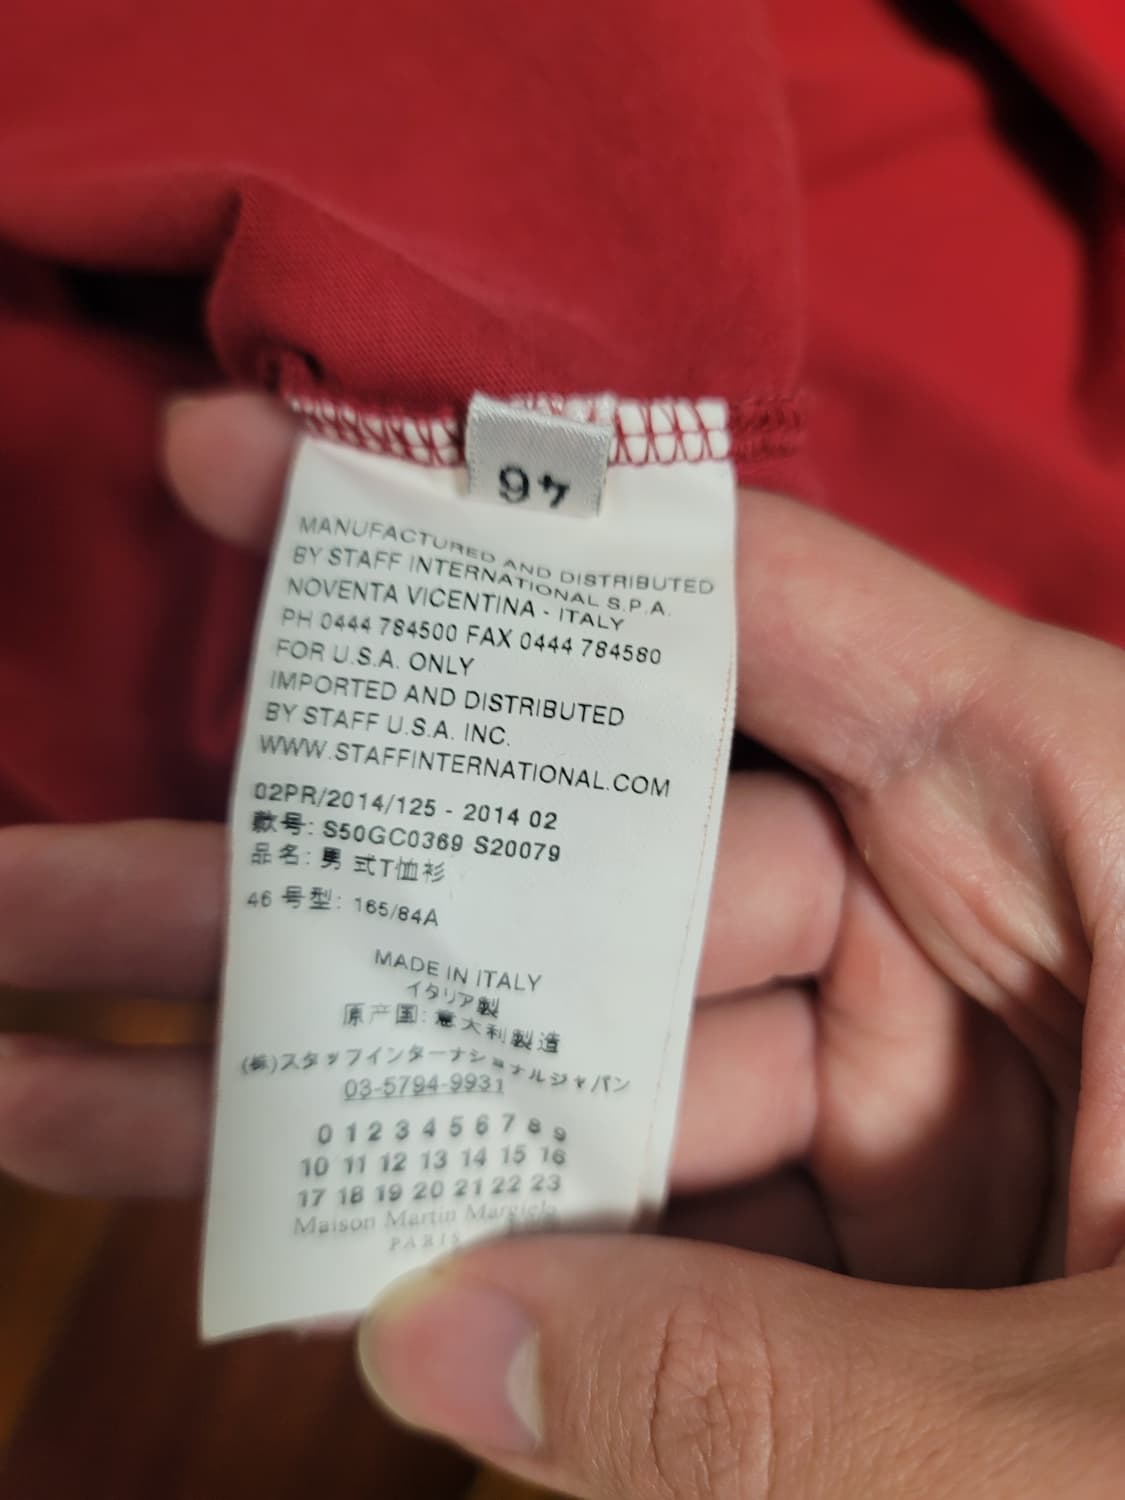 46
MANUFACTURED AND DISTRIBUTED
BY STAFF INTERNATIONAL S.P.A.
NOVENTA VICENTINA - ITALY
PH 0444 784500 FAX 0444 784580
FOR U.S.A. ONLY
IMPORTED AND DISTRIBUTED
BY STAFF U.S.A. INC.
WWW.STAFFINTERNATIONAL.COM
02PR/2014/125 - 2014 02
款号: S50GC0369 S20079
品名: 男 式T恤衫
46 号型: 165/84A
MADE IN ITALY
イタリア製
原产国: 意大利製造
(株)スタッフインターナショナルジャパン
03-5794-9931
0 1 2 3 4 5 6 7 8 9
10 11 12 13 14 15 16
17 18 19 20 21 22 23
Maison Martin Margiela
PARIS